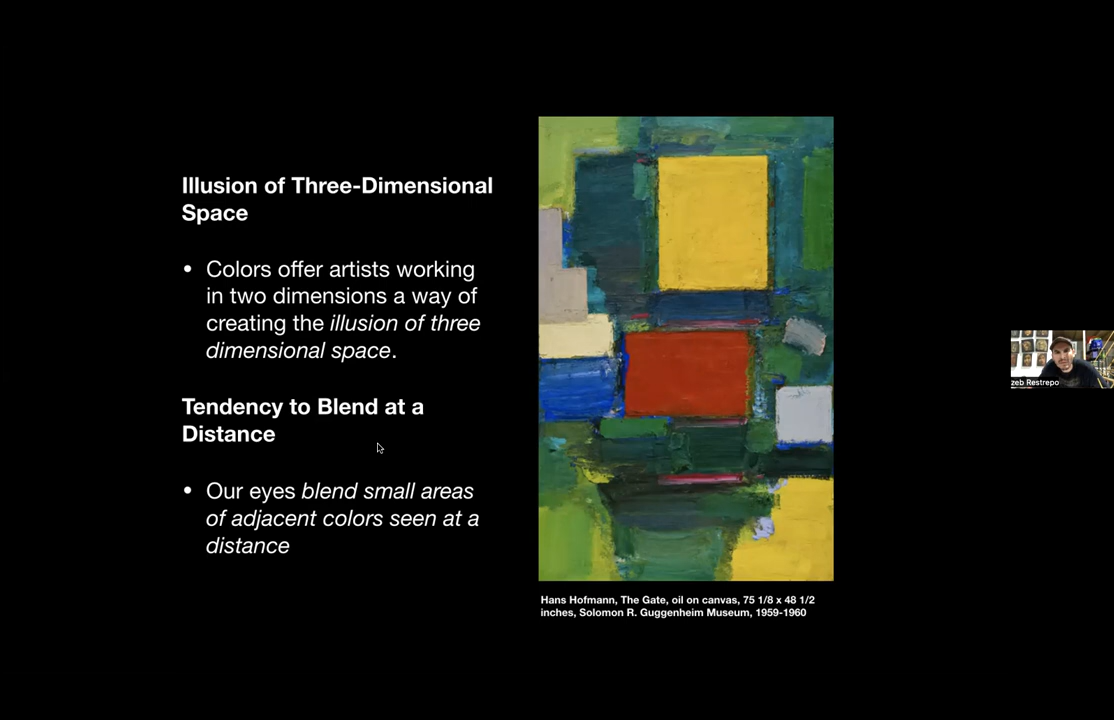 Illusion of Three-Dimensional
Space
• Colors offer artists working
in two dimensions a way of
creating the illusion of three
dimensional space.
Tendency to Blend at a
Distance
• Our eyes blend small areas
of adjacent colors seen at a
distance
Hans Hofmann, The Gate, oil on canvas, 75 1/8 x 48 1/2
inches, Solomon R. Guggenheim Museum, 1959-1960
zeb Restrepo